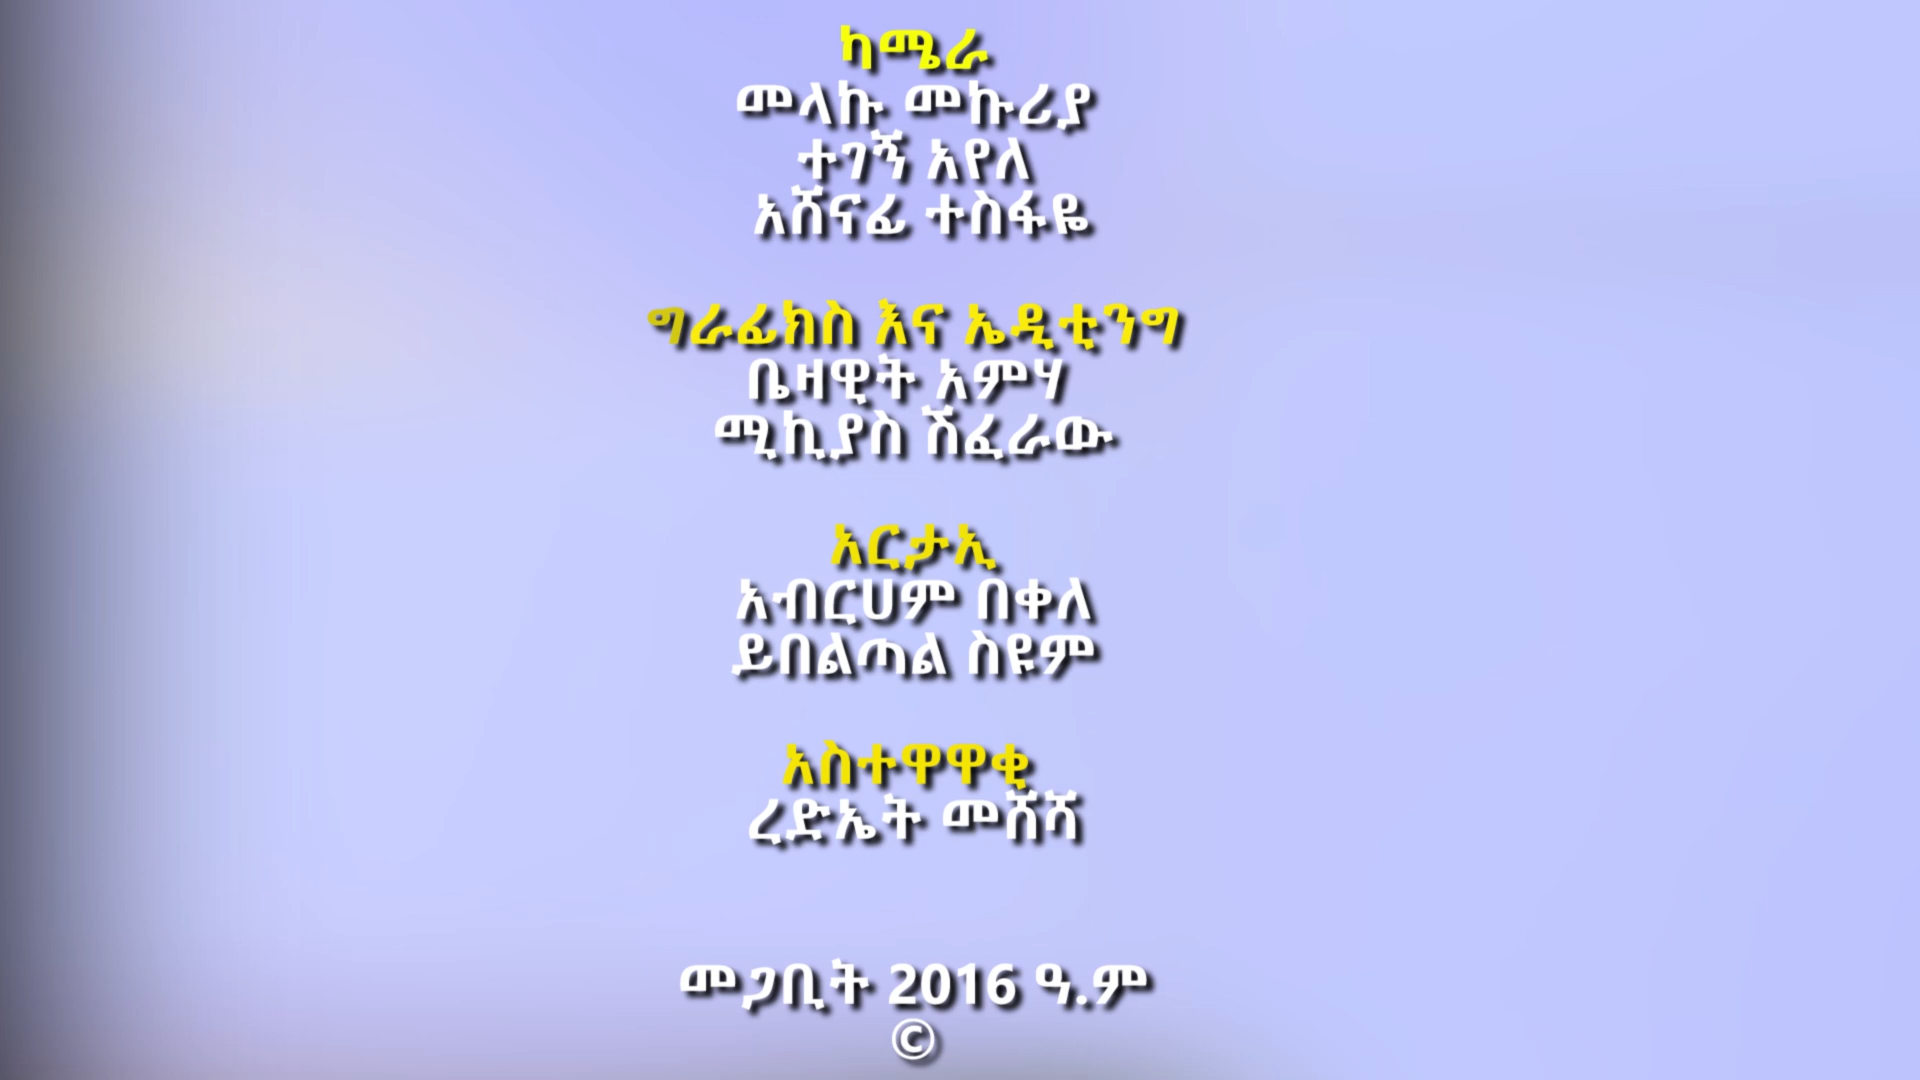 ካሜራ
መላኩ መኩሪያ
ተገኝ አየለ
አሸናፊ ተስፋዬ
ግራፊክስ እና ኤዲቲንግ
ቤዛዊት አምሃ
ሚኪያስ ሽፈራው
አርታኢ
አብርሀም በቀለ
ይበልጣል ስዩም
አስተዋዋቂ
ረድኤት መሸሻ
መጋቢት 2016 ዓ.ም
©